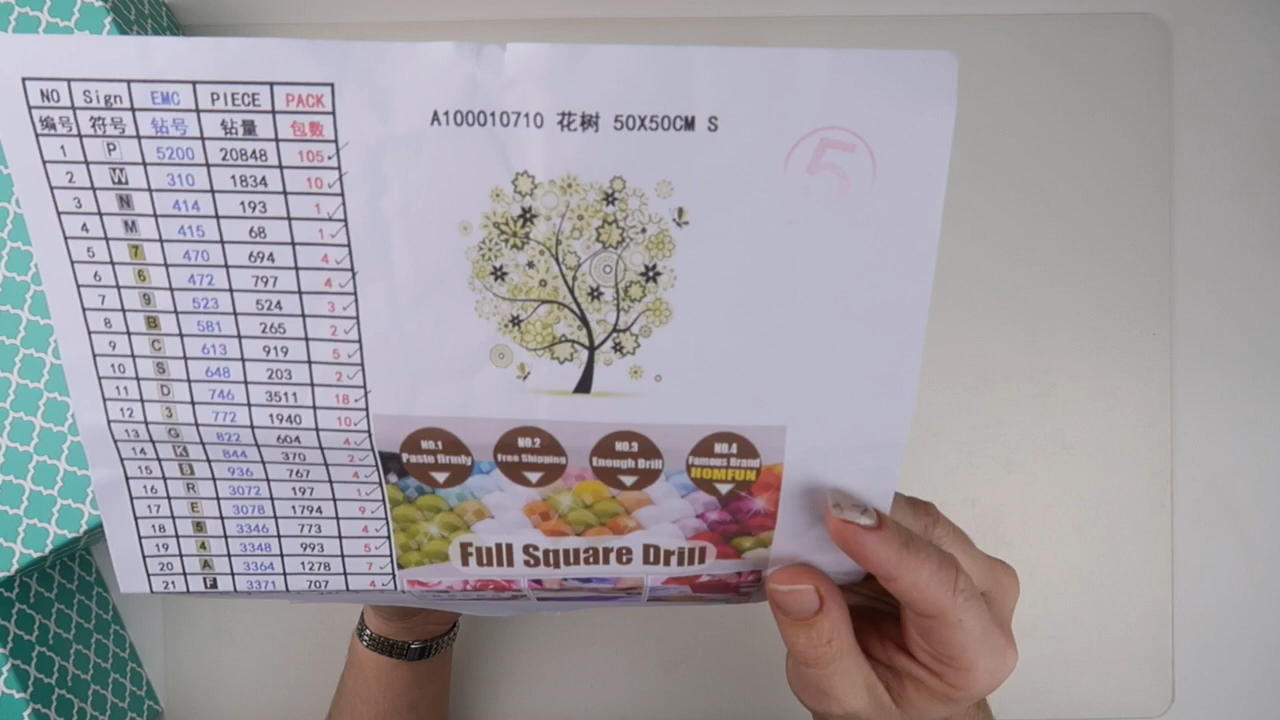 NO Sign EMC PIECE PACK
编号 符号 钻号 钻量 包数
1 P 5200 20848 105
2 W 310 1834 10
3 N 414 193 1
4 M 415 68 1
5 7 470 694 4
6 6 472 797 4
7 9 523 524 3
8 B 581 265 2
9 C 613 919 5
10 S 648 203 2
11 D 746 3511 18
12 3 772 1940 10
13 G 822 604 4
14 K 844 370 2
15 8 936 767 4
16 R 3072 197 1
17 E 3078 1794 9
18 5 3346 773 4
19 4 3348 993 5
20 A 3364 1278 7
21 F 3371 707 4
A100010710 花树 50X50CM S
5
NO.1
Paste firmly
NO.2
Free Shipping
NO.3
Enough Drill
NO.4
Famous Brand
HOMFUN
Full Square Drill